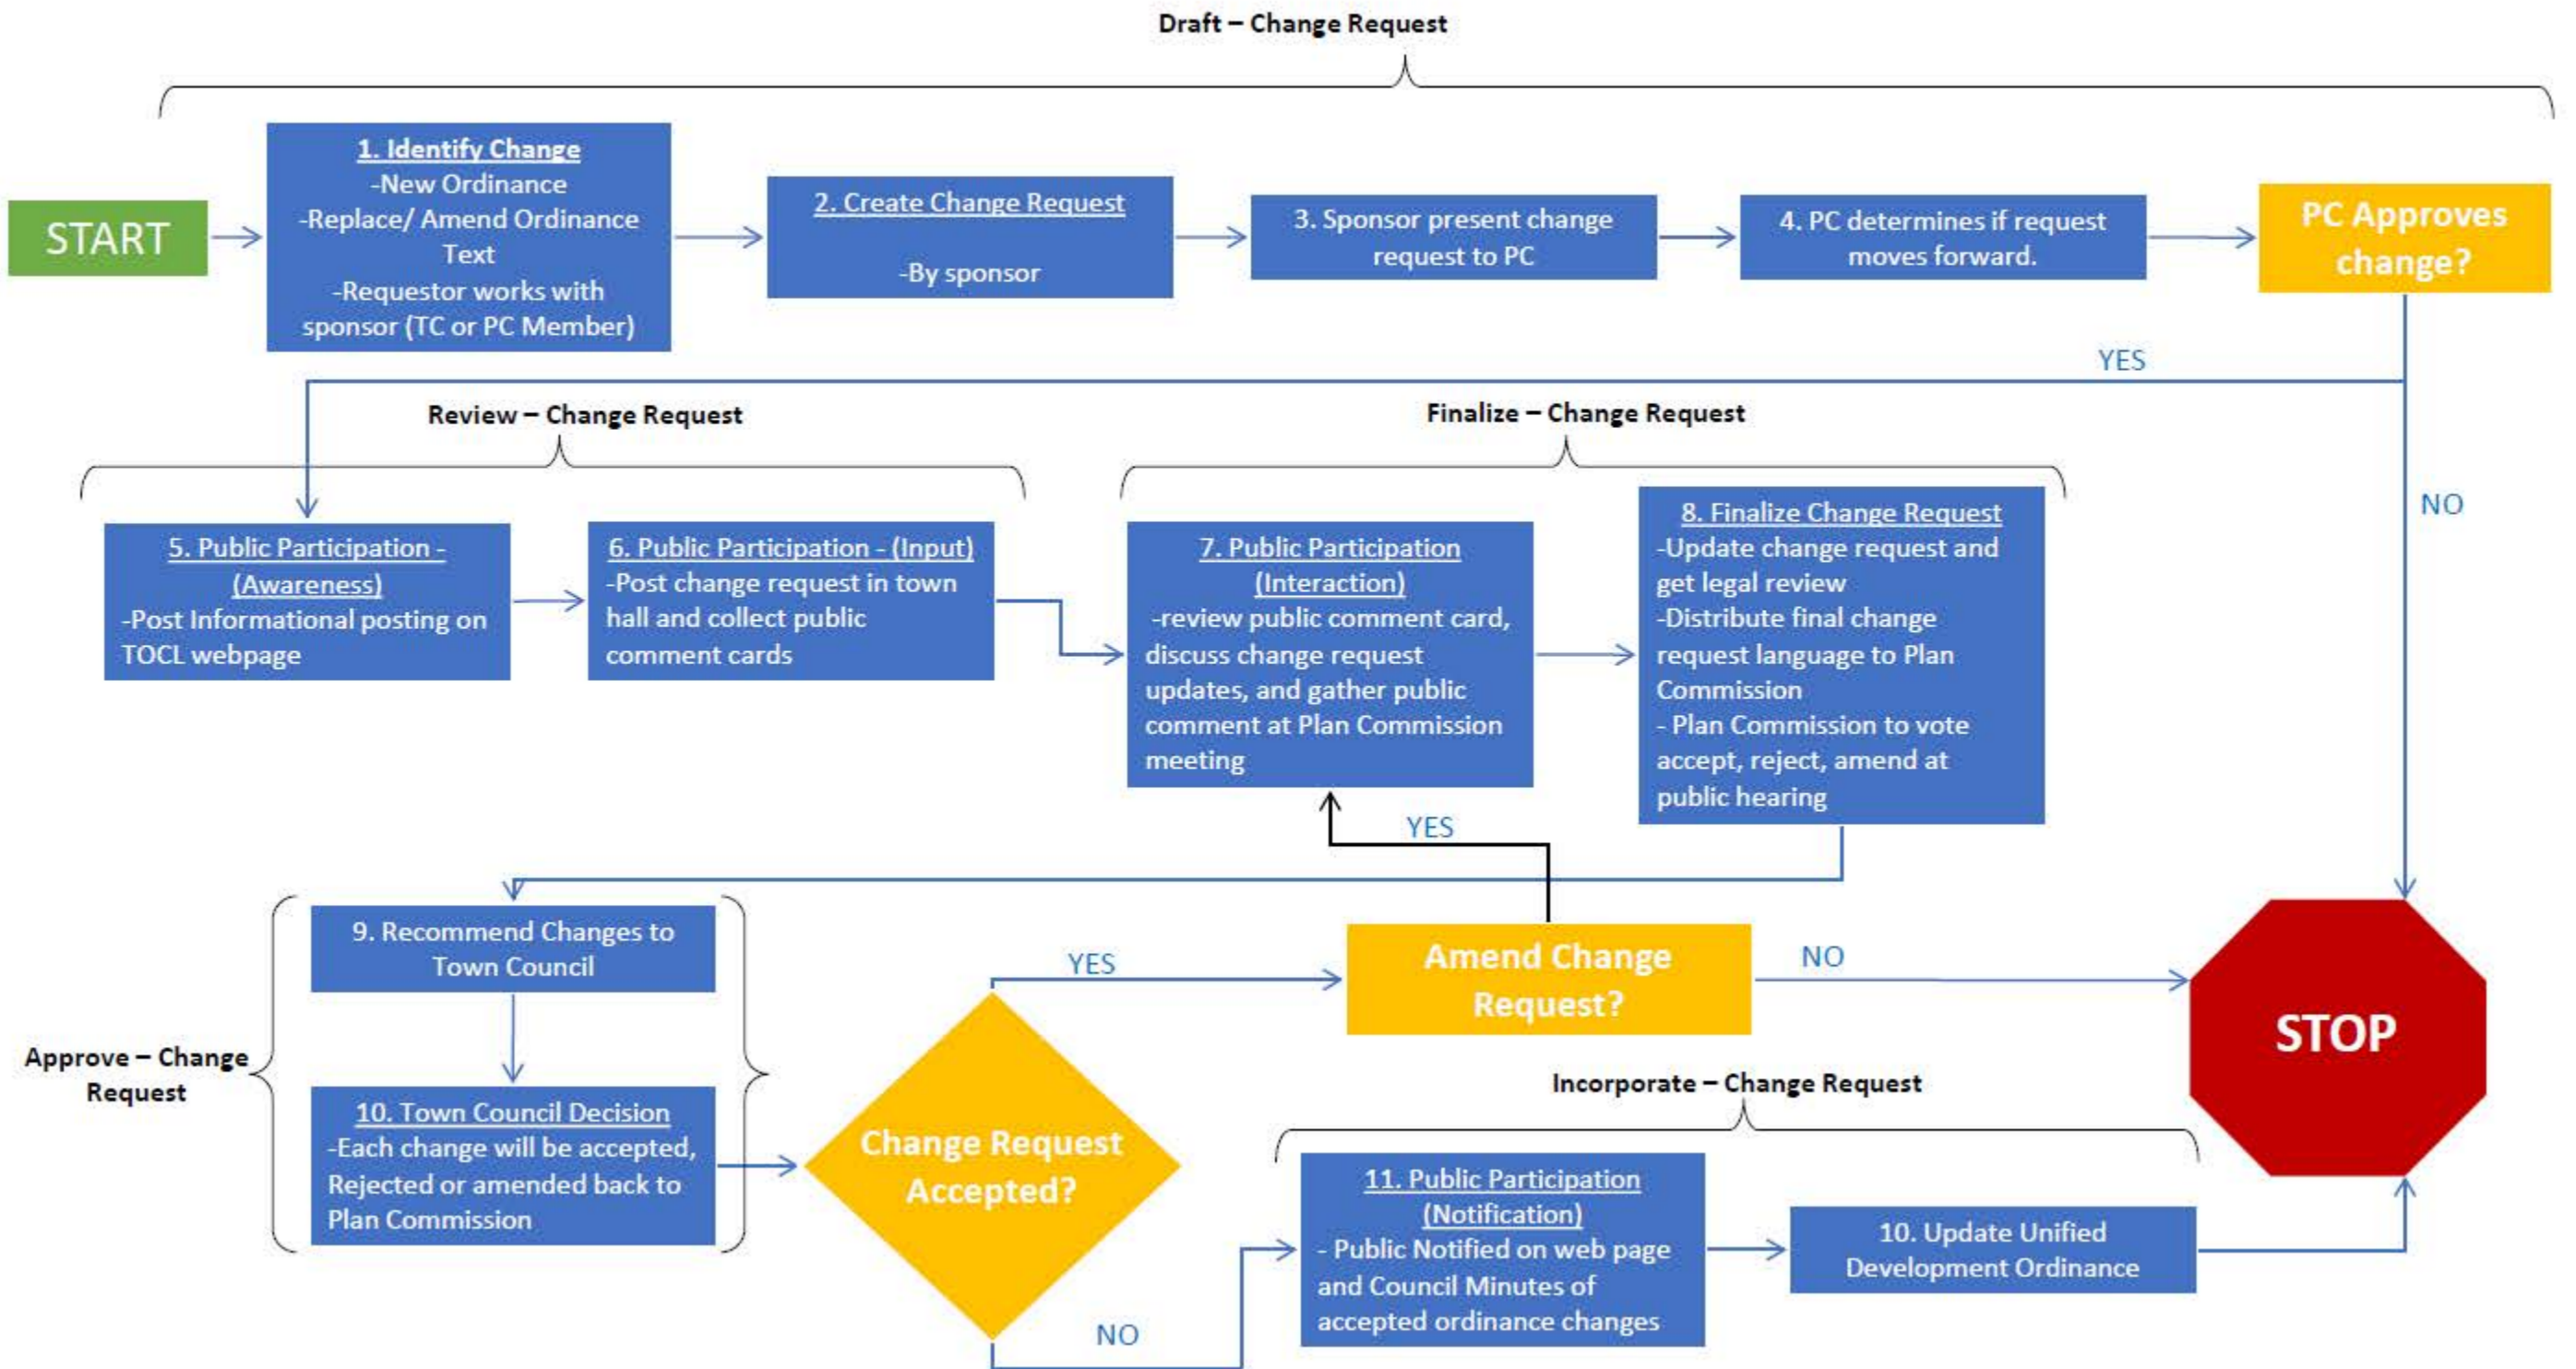 Draft – Change Request
START
1. Identify Change
-New Ordinance
-Replace/ Amend Ordinance
Text
-Requestor works with
sponsor (TC or PC Member)
2. Create Change Request
-By sponsor
3. Sponsor present change
request to PC
4. PC determines if request
moves forward.
PC Approves
change?
YES
NO
Review – Change Request
Finalize – Change Request
5. Public Participation -
(Awareness)
-Post Informational posting on
TOCL webpage
6. Public Participation - (Input)
-Post change request in town
hall and collect public
comment cards
7. Public Participation
(Interaction)
-review public comment card,
discuss change request
updates, and gather public
comment at Plan Commission
meeting
8. Finalize Change Request
-Update change request and
get legal review
-Distribute final change
request language to Plan
Commission
- Plan Commission to vote
accept, reject, amend at
public hearing
YES
Approve – Change
Request
9. Recommend Changes to
Town Council
10. Town Council Decision
-Each change will be accepted,
Rejected or amended back to
Plan Commission
Change Request
Accepted?
YES
Amend Change
Request?
NO
STOP
Incorporate – Change Request
NO
11. Public Participation
(Notification)
- Public Notified on web page
and Council Minutes of
accepted ordinance changes
10. Update Unified
Development Ordinance